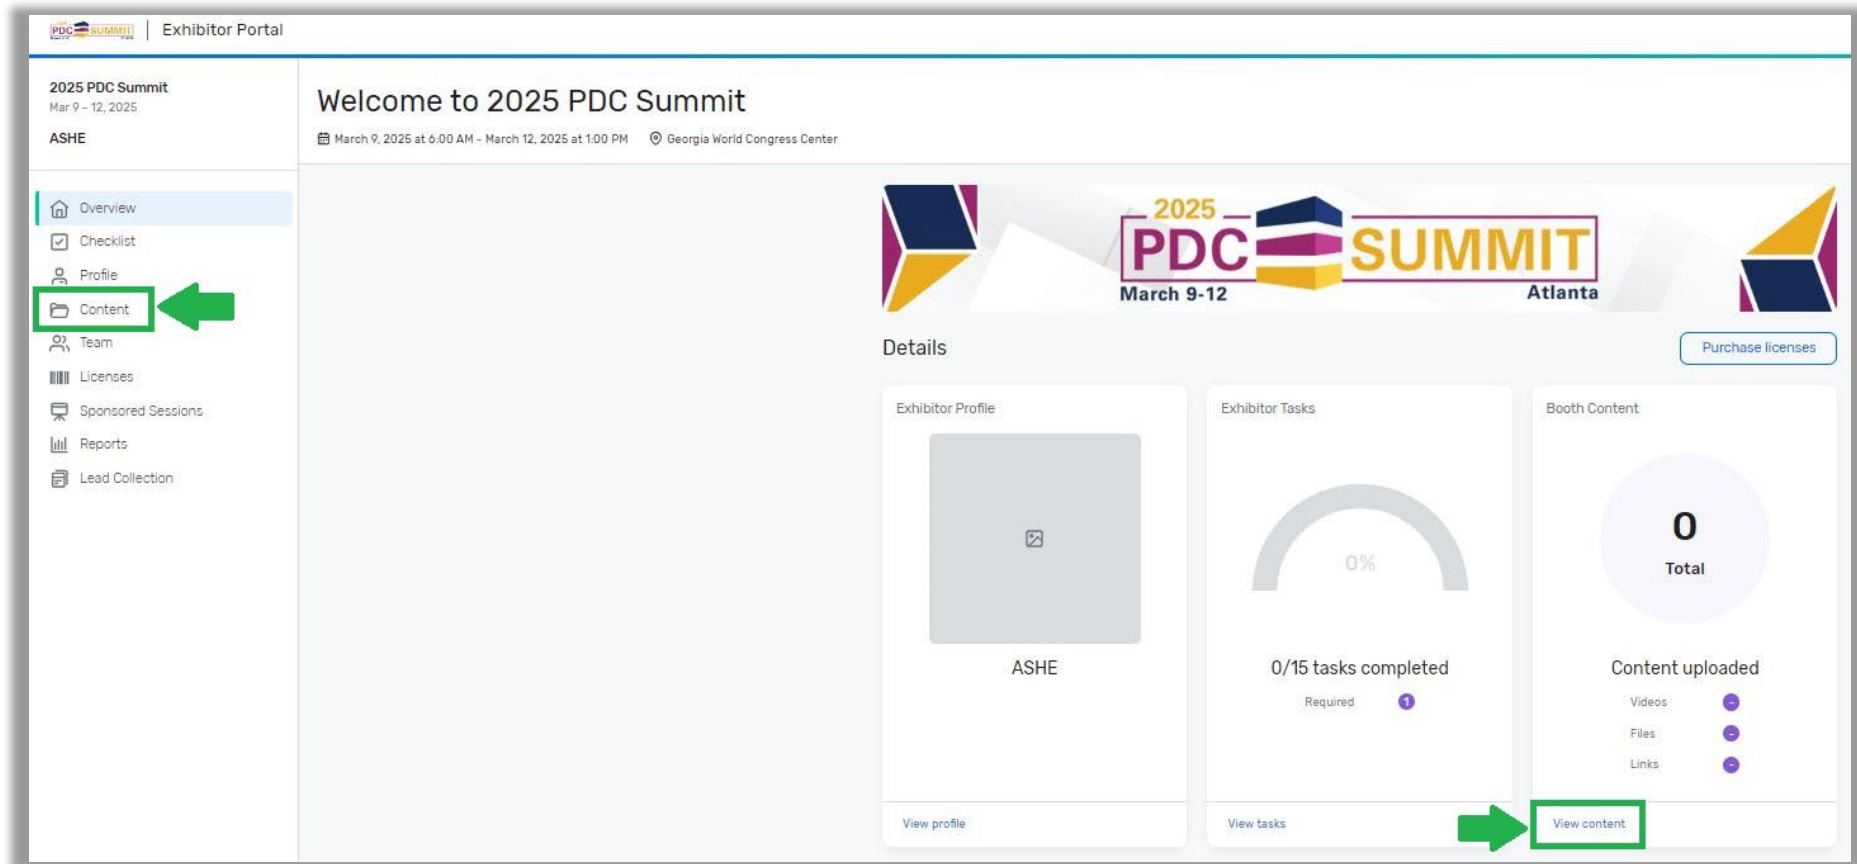 PDC SUMMIT
Exhibitor Portal
2025 PDC Summit
Mar 9 – 12, 2025
ASHE
Overview
Checklist
Profile
Content
Team
Licenses
Sponsored Sessions
Reports
Lead Collection
Welcome to 2025 PDC Summit
March 9, 2025 at 6:00 AM - March 12, 2025 at 1:00 PM
Georgia World Congress Center
2025
PDC SUMMIT
March 9-12
Atlanta
Details
Purchase licenses
Exhibitor Profile
ASHE
View profile
Exhibitor Tasks
0%
0/15 tasks completed
Required 1
View tasks
Booth Content
0
Total
Content uploaded
Videos -
Files -
Links -
View content